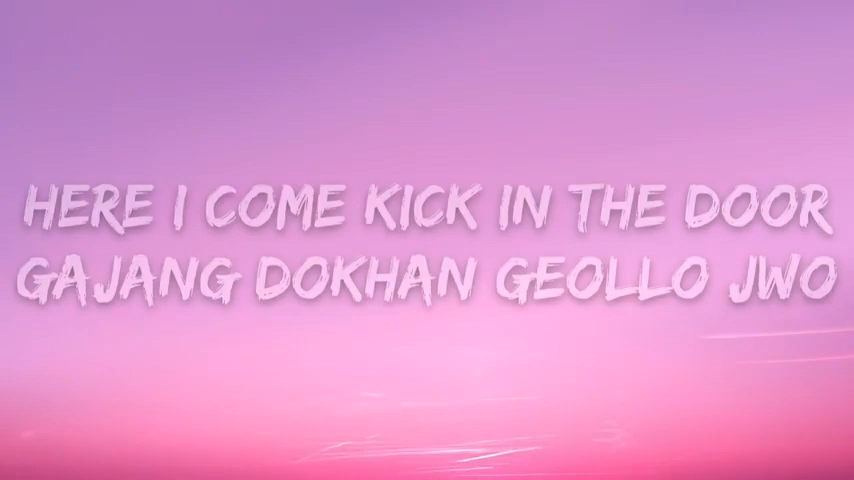 HERE I COME KICK IN THE DOOR
GAJANG DOKHAN GEOLLO JWO